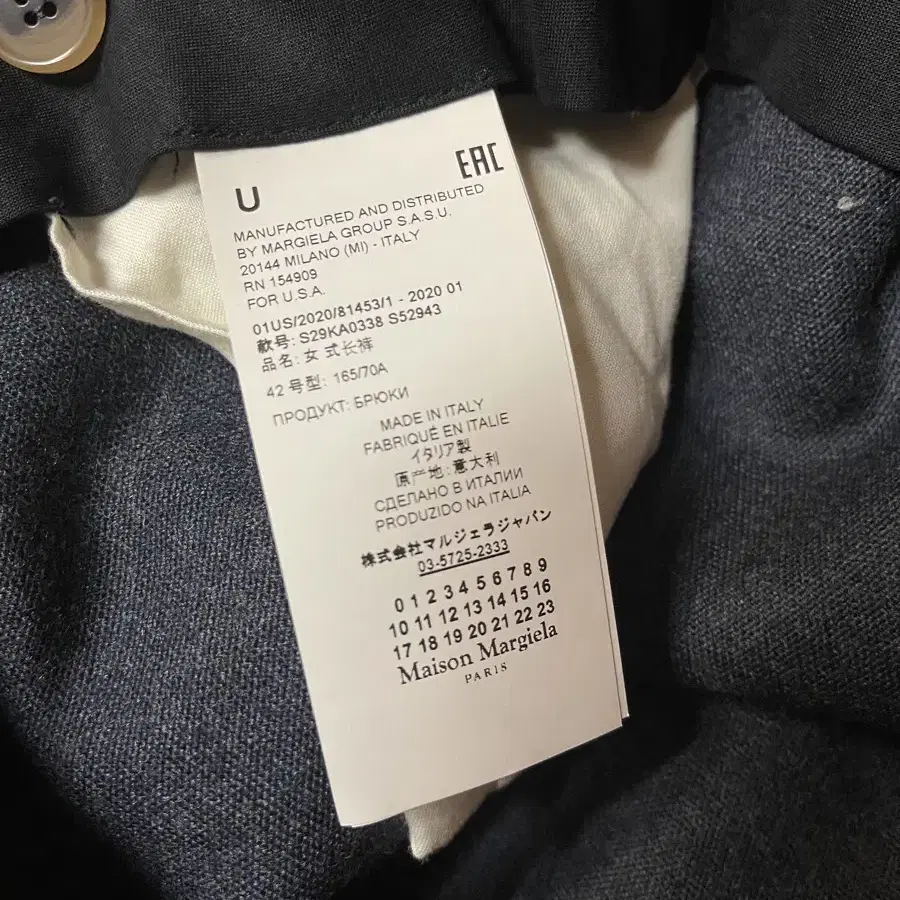 U
EAC
MANUFACTURED AND DISTRIBUTED
BY MARGIELA GROUP S.A.S.U.
20144 MILANO (MI) - ITALY
RN 154909
FOR U.S.A.
01US/2020/81453/1 - 2020 01
款号: S29KA0338 S52943
品名: 女 式长裤
42 号型: 165/70A
ПРОДУКТ: БРЮКИ
MADE IN ITALY
FABRIQUÉ EN ITALIE
イタリア製
原产地: 意大利
СДЕЛАНО В ИТАЛИИ
PRODUZIDO NA ITALIA
株式会社マルジェラジャパン
03-5725-2333
0 1 2 3 4 5 6 7 8 9
10 11 12 13 14 15 16
17 18 19 20 21 22 23
Maison Margiela
PARIS